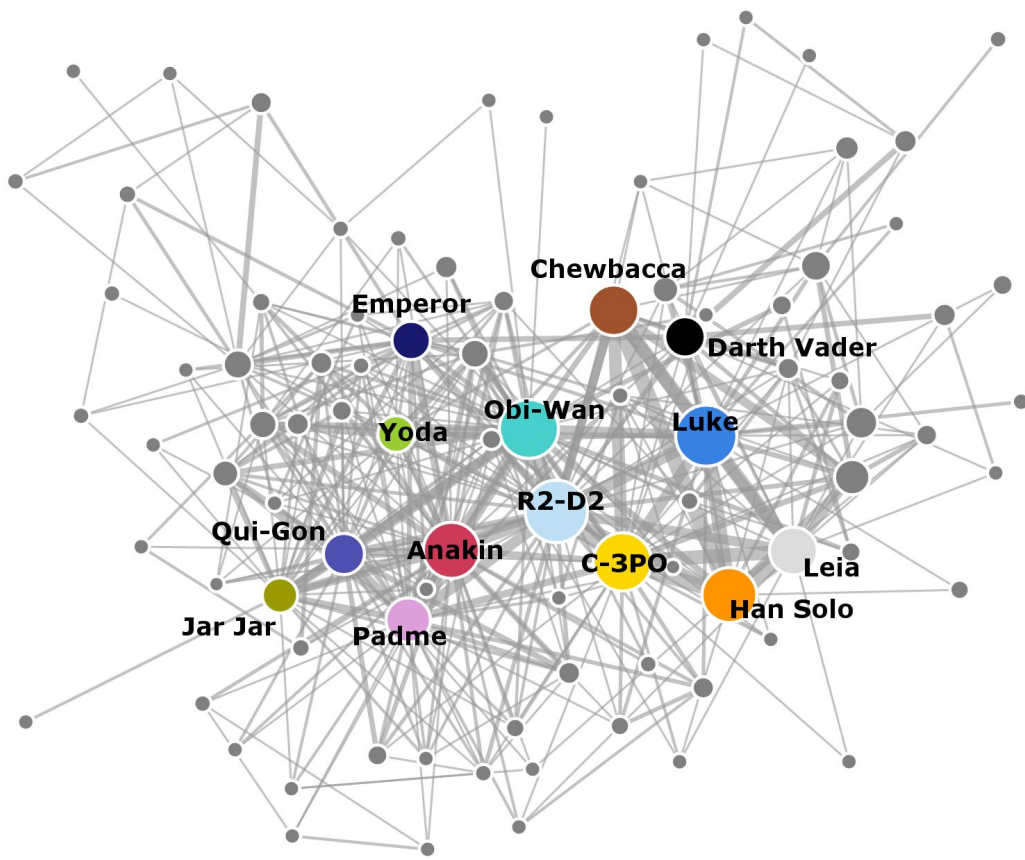 Chewbacca
Emperor
Darth Vader
Obi-Wan
Luke
Yoda
R2-D2
Qui-Gon
Anakin
C-3PO
Leia
Han Solo
Jar Jar
Padme